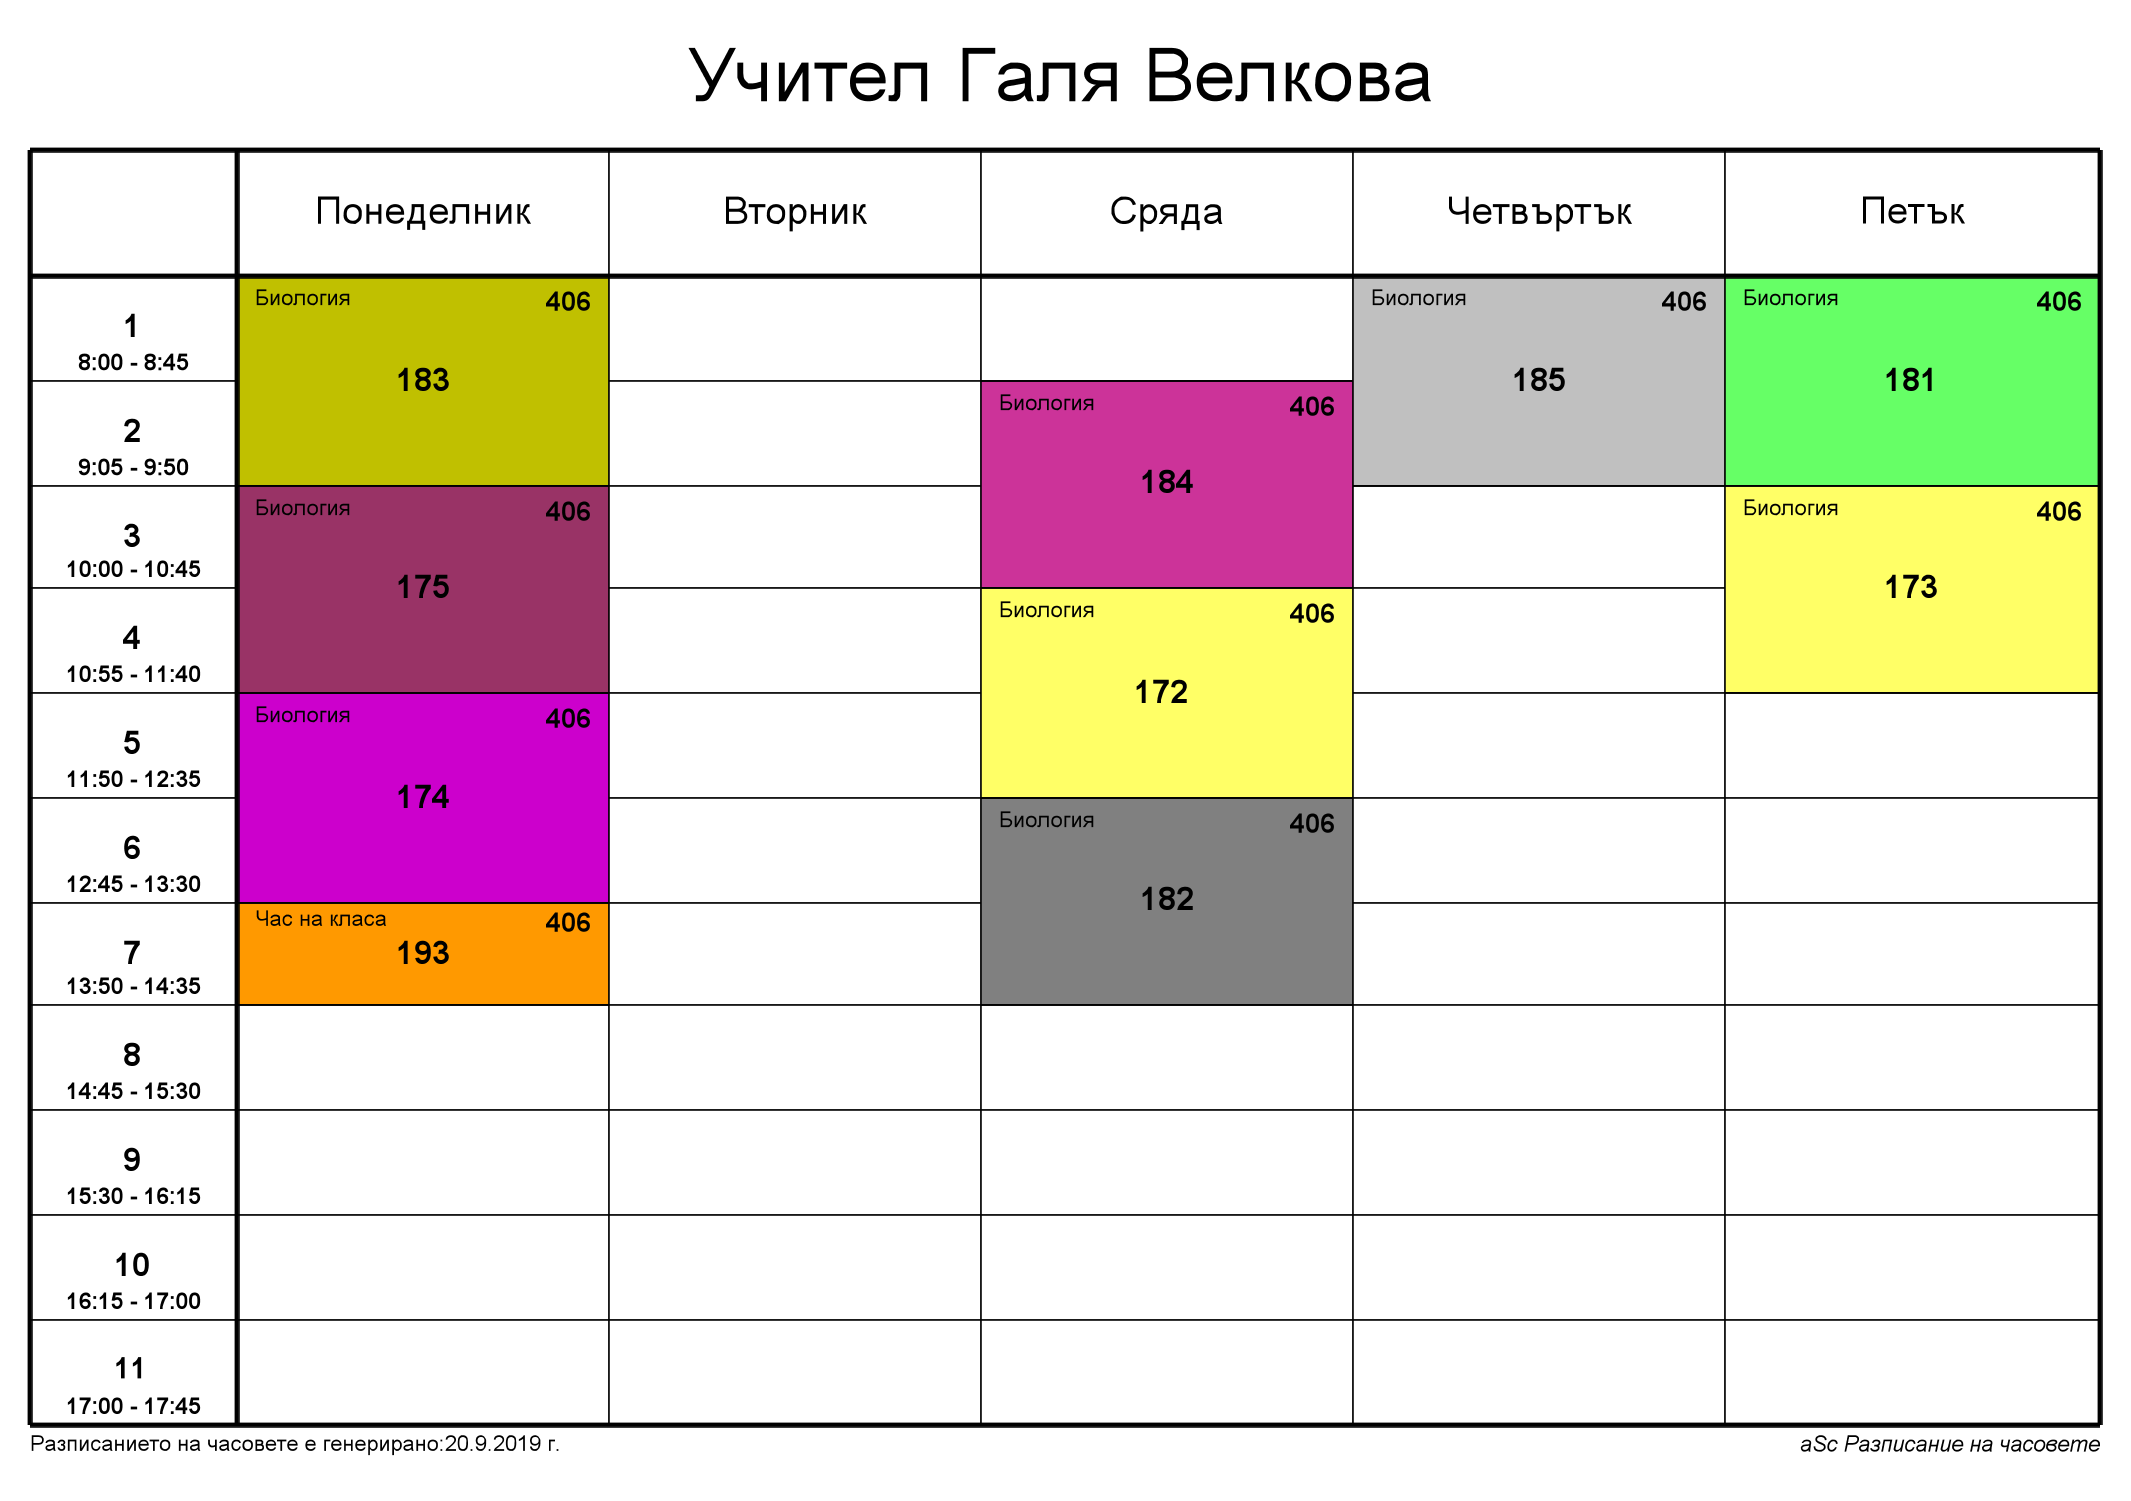 Учител Галя Велкова
Понеделник Вторник Сряда Четвъртък Петък
1
8:00 - 8:45
Биология 406
183
Биология 406
185
Биология 406
181
2
9:05 - 9:50
Биология 406
184
3
10:00 - 10:45
Биология 406
175
Биология 406
173
4
10:55 - 11:40
Биология 406
172
5
11:50 - 12:35
Биология 406
174
6
12:45 - 13:30
Биология 406
182
7
13:50 - 14:35
Час на класа 406
193
8
14:45 - 15:30
9
15:30 - 16:15
10
16:15 - 17:00
11
17:00 - 17:45
Разписанието на часовете е генерирано:20.9.2019 г.
aSc Разписание на часовете